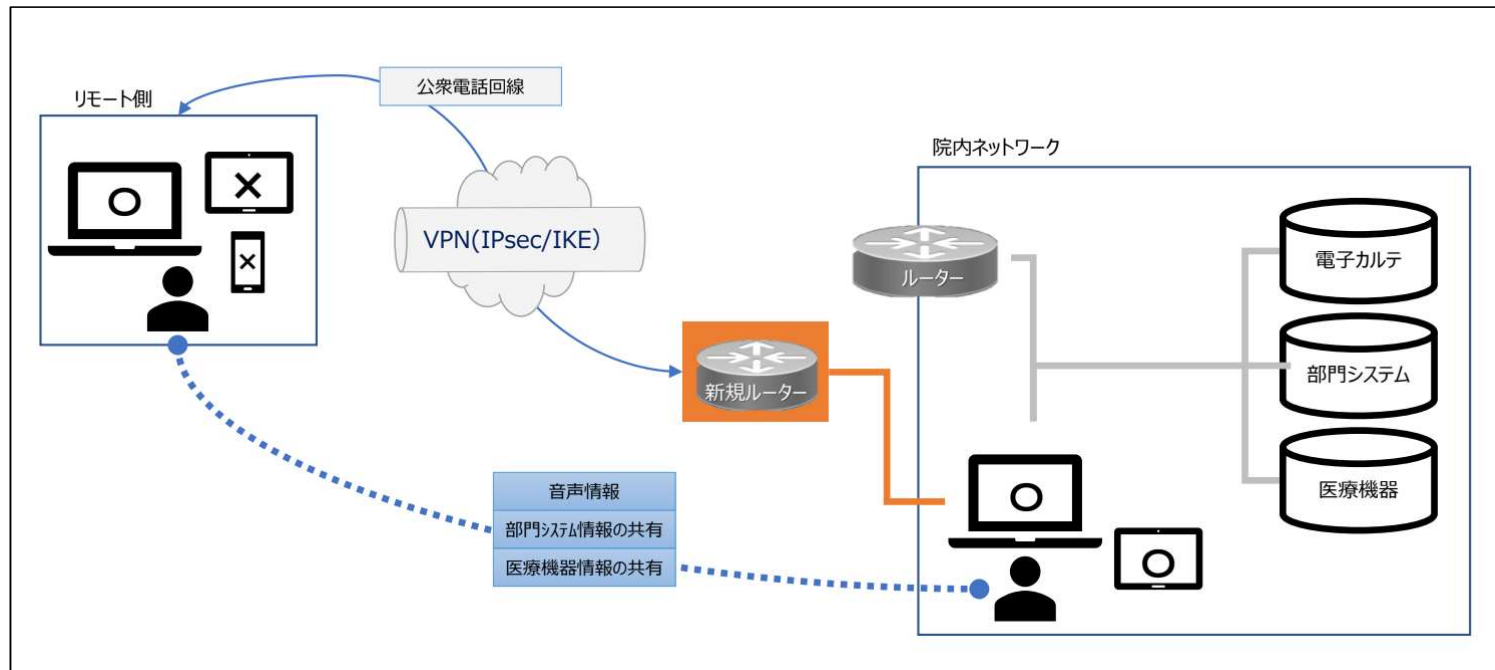 公衆電話回線
リモート側
×
○
×
VPN(IPsec/IKE)
院内ネットワーク
ルーター
電子カルテ
新規ルーター
部門システム
医療機器
音声情報
部門システム情報の共有
医療機器情報の共有
○
○